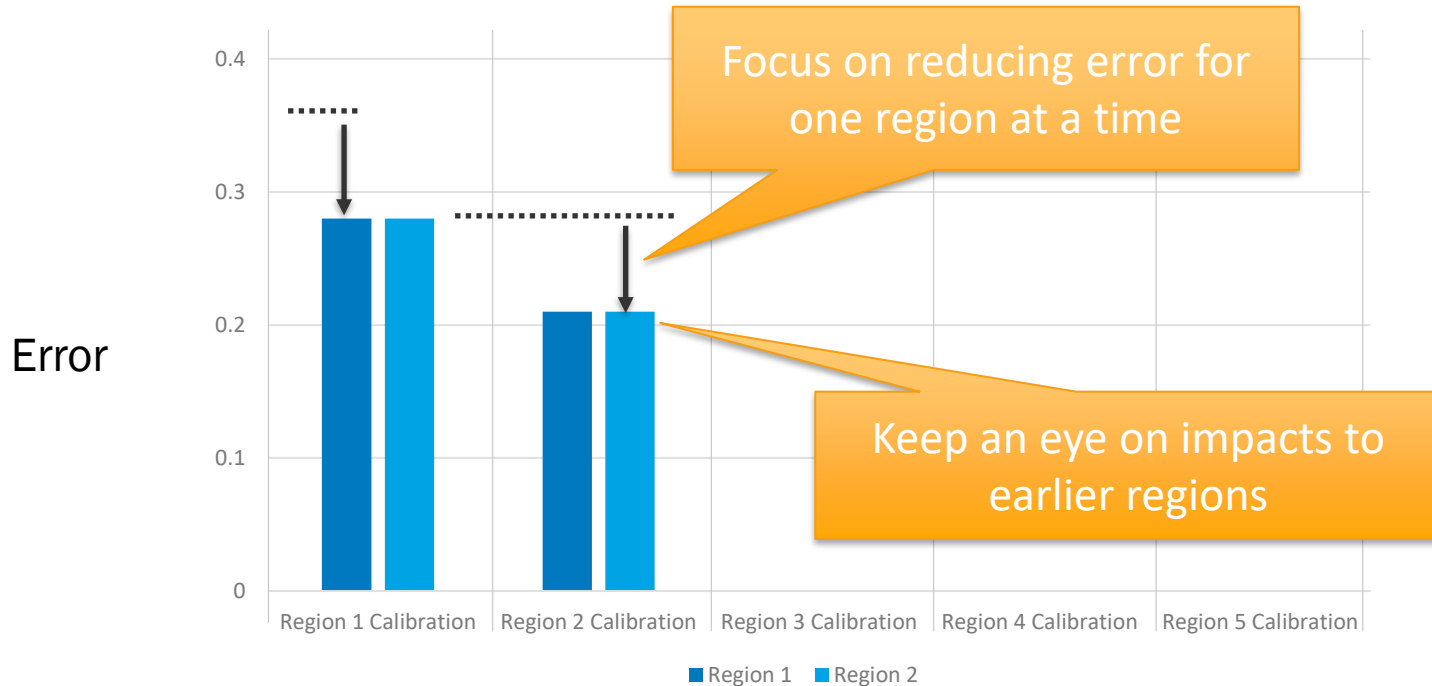 Focus on reducing error for
one region at a time
0.4
0.3
0.2
Error
0.1
0
Keep an eye on impacts to
earlier regions
Region 1 Calibration
Region 2 Calibration
Region 3 Calibration
Region 4 Calibration
Region 5 Calibration
Region 1
Region 2